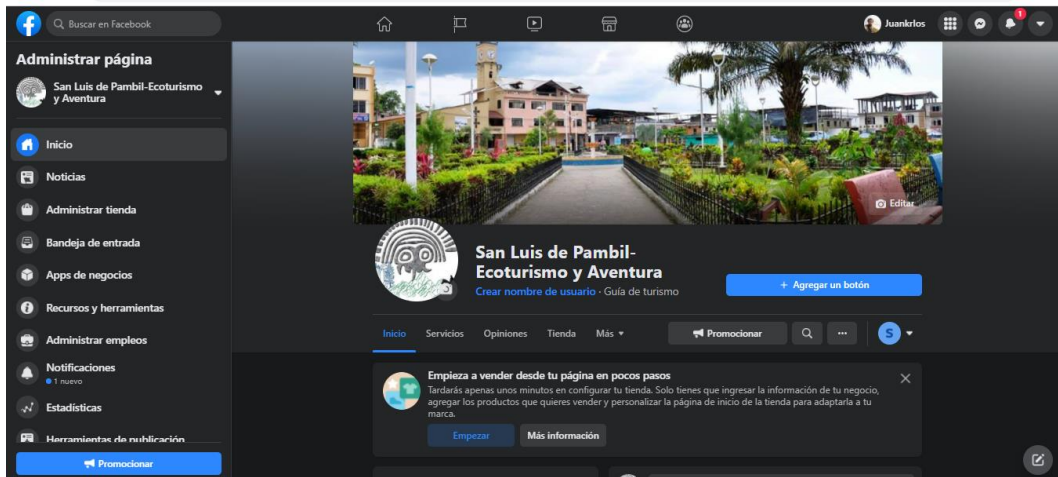 Buscar en Facebook
Juankrlos
1
Administrar página
San Luis de Pambil-Ecoturismo
y Aventura
Inicio
Noticias
Administrar tienda
Bandeja de entrada
Apps de negocios
Recursos y herramientas
Administrar empleos
Notificaciones
1 nuevo
Estadísticas
Herramientas de publicación
Promocionar
Editar
San Luis de Pambil-
Ecoturismo y Aventura
Crear nombre de usuario · Guía de turismo
+ Agregar un botón
Inicio Servicios Opiniones Tienda Más
Promocionar
S
Empieza a vender desde tu página en pocos pasos
Tardarás apenas unos minutos en configurar tu tienda. Solo tienes que ingresar la información de tu negocio,
agregar los productos que quieres vender y personalizar la página de inicio de la tienda para adaptarla a tu
marca.
Empezar
Más información